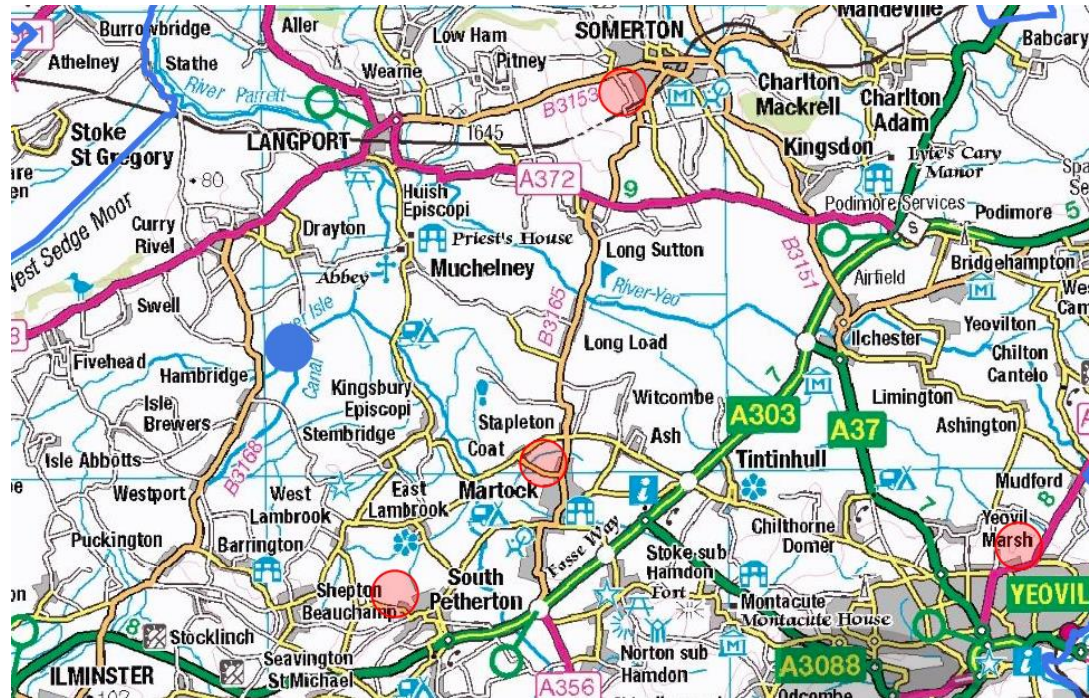 Burrowbridge
Aller
Low Ham
SOMERTON
Mandeville
Babcary
Athelney
Stathe
Wearne
Pitney
Charlton
Mackrell
Charlton
Adam
River Parrett
B3153
Stoke
St Gregory
LANGPORT
1645
Kingsdon
Lyte's Cary
Manor
80
A372
9
Podimore Services
S
Podimore
5
West Sedge Moor
Curry
Rivel
Drayton
Huish
Episcopi
Priest's House
Long Sutton
B3151
Abbey
Muchelney
River Yeo
Airfield
Bridgehampton
Swell
B3165
Fivehead
Hambridge
Canal
Long Load
7
Ilchester
Yeovilton
Chilton
Cantelo
Isle
Brewers
Kingsbury
Episcopi
Stapleton
Witcombe
A303
Limington
Ashington
Stembridge
Coat
Ash
A37
Isle Abbotts
B3168
Martock
Tintinhull
Mudford
8
Westport
West
Lambrook
East
Lambrook
7
Yeovil
Marsh
Puckington
Barrington
Fosse Way
Chilthorne
Domer
Stoke sub
Hamdon
Fort
Shepton
Beauchamp
South
Petherton
YEOVIL
Montacute
Montacute House
8
Stocklinch
ILMINSTER
Seavington
St Michael
Norton sub
Hamdon
A3088
A356
Odcombe